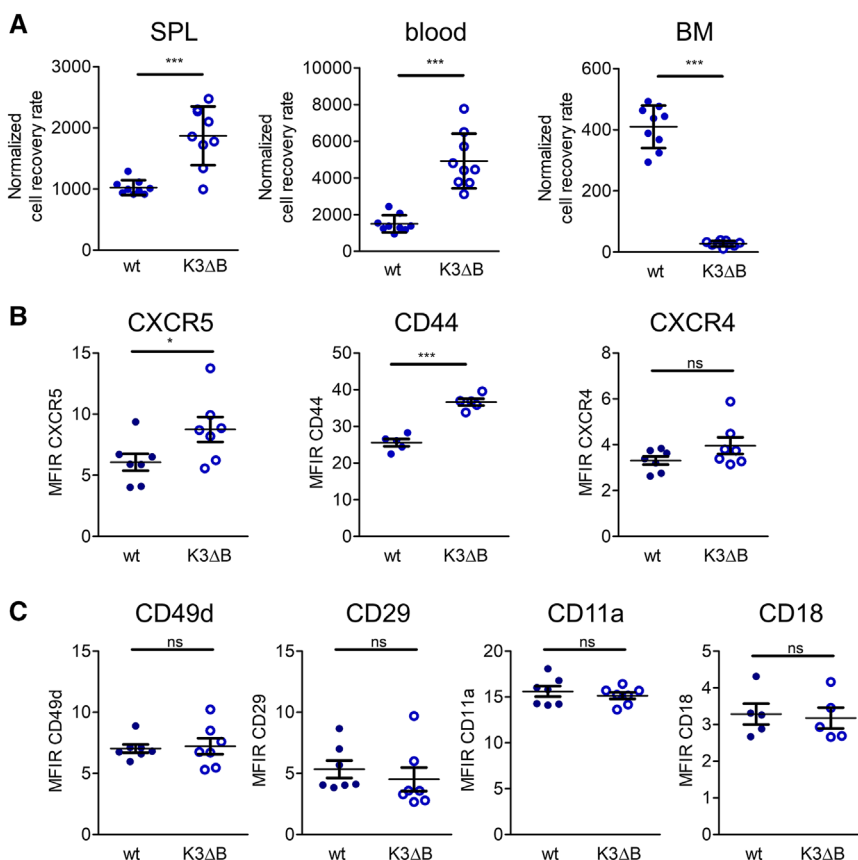 A
SPL
blood
BM
Normalized
cell recovery rate
3000
2000
1000
0
***
wt
K3ΔB
Normalized
cell recovery rate
10000
8000
6000
4000
2000
0
***
wt
K3ΔB
Normalized
cell recovery rate
600
400
200
0
***
wt
K3ΔB
B
CXCR5
CD44
CXCR4
MFIR CXCR5
15
10
5
0
*
wt
K3ΔB
MFIR CD44
50
40
30
20
10
0
***
wt
K3ΔB
MFIR CXCR4
8
6
4
2
0
ns
wt
K3ΔB
C
CD49d
CD29
CD11a
CD18
MFIR CD49d
15
10
5
0
ns
wt
K3ΔB
MFIR CD29
15
10
5
0
ns
wt
K3ΔB
MFIR CD11a
20
15
10
5
0
ns
wt
K3ΔB
MFIR CD18
5
4
3
2
1
0
ns
wt
K3ΔB